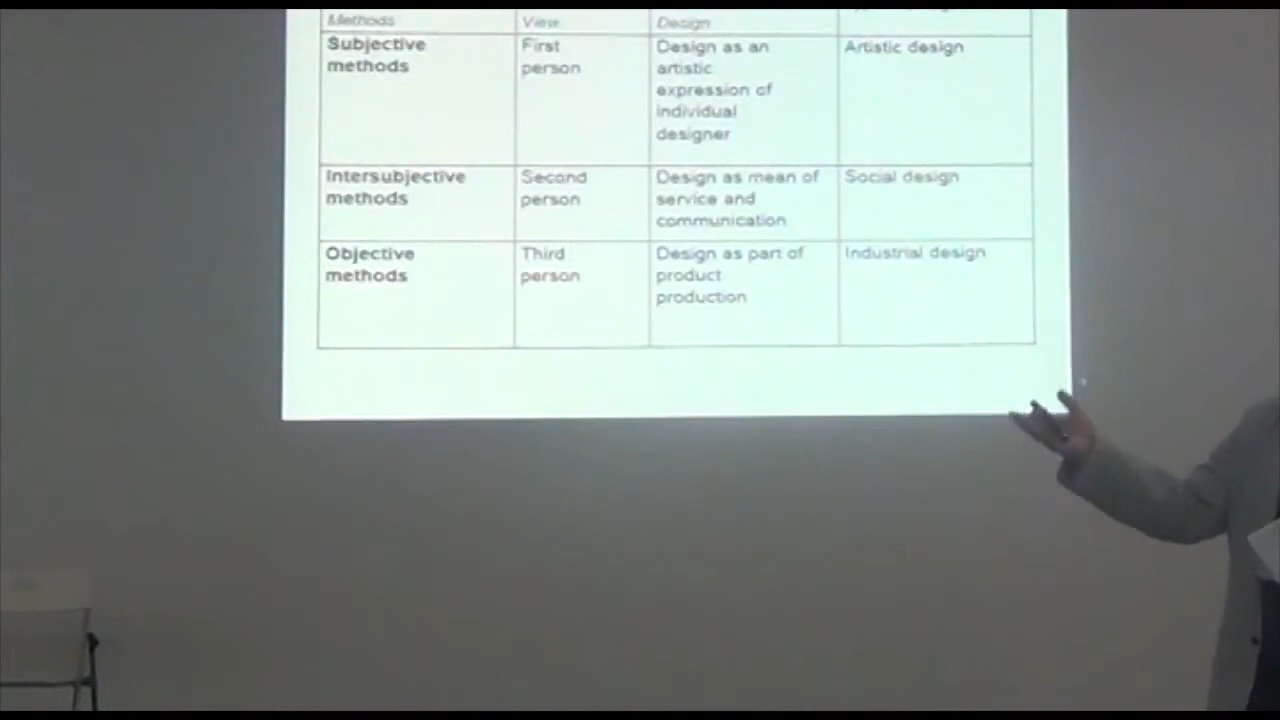 Methods View Design
Subjective First Design as an Artistic design
methods person artistic
expression of
individual
designer
Intersubjective Second Design as mean of Social design
methods person service and
communication
Objective Third Design as part of Industrial design
methods person product
production